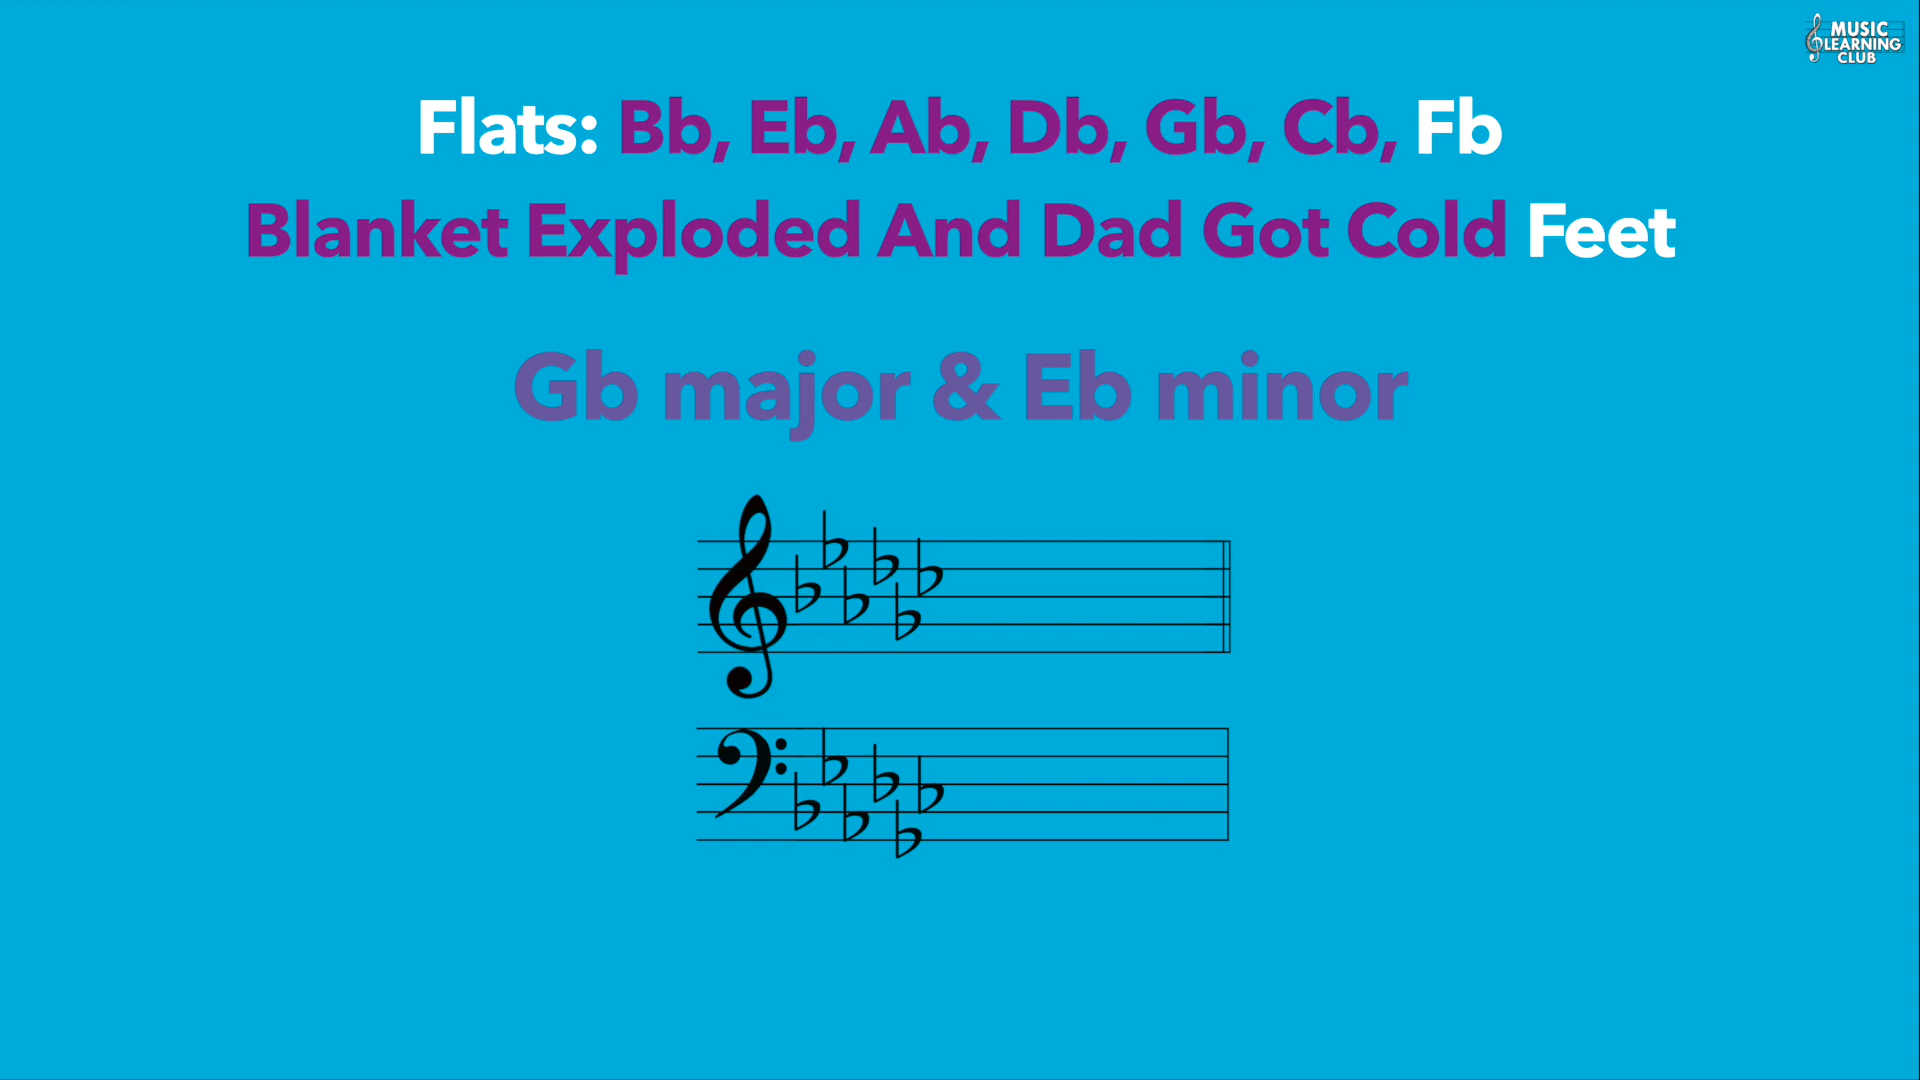 MUSIC
LEARNING
CLUB
Flats: Bb, Eb, Ab, Db, Gb, Cb, Fb
Blanket Exploded And Dad Got Cold Feet
Gb major & Eb minor